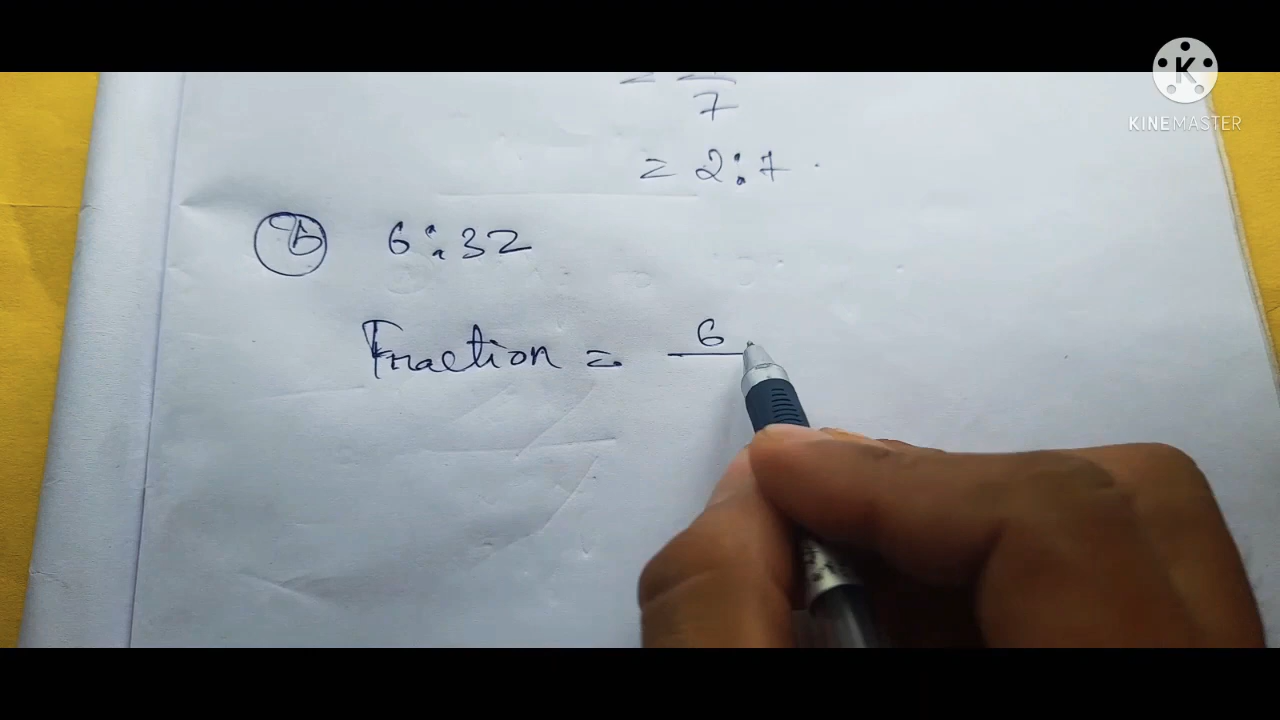 7
= 2:7
KINEMASTER
b 6:32
Fraction = 6